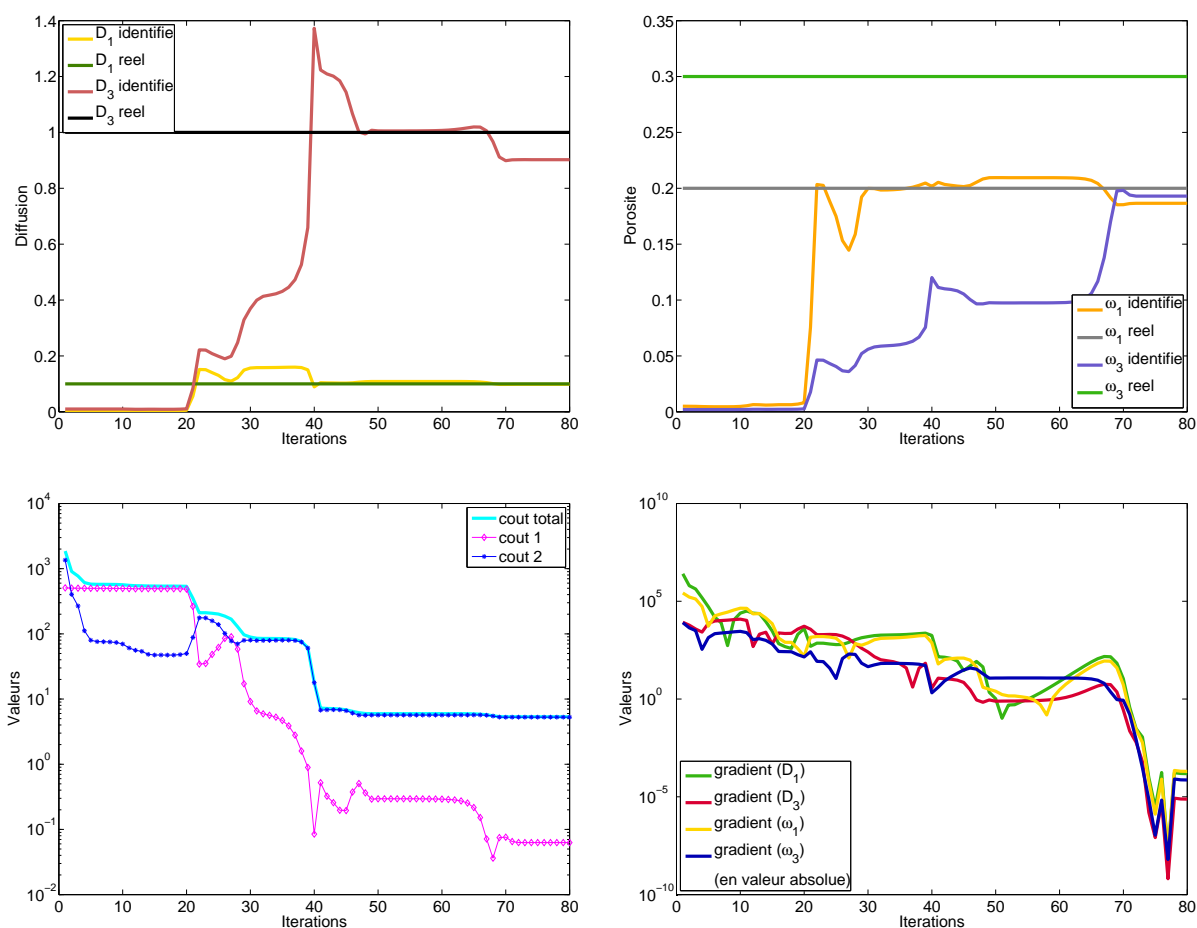 1.4
1.2
1
0.8
0.6
0.4
0.2
0
Diffusion
D1 identifie
D1 reel
D3 identifie
D3 reel
0 10 20 30 40 50 60 70 80
Iterations
0.35
0.3
0.25
0.2
0.15
0.1
0.05
0
Porosite
ω1 identifie
ω1 reel
ω3 identifie
ω3 reel
0 10 20 30 40 50 60 70 80
Iterations
10^4
10^3
10^2
10^1
10^0
10^-1
10^-2
Valeurs
cout total
cout 1
cout 2
0 10 20 30 40 50 60 70 80
Iterations
10^10
10^5
10^0
10^-5
10^-10
Valeurs
gradient (D1)
gradient (D3)
gradient (ω1)
gradient (ω3)
(en valeur absolue)
0 10 20 30 40 50 60 70 80
Iterations